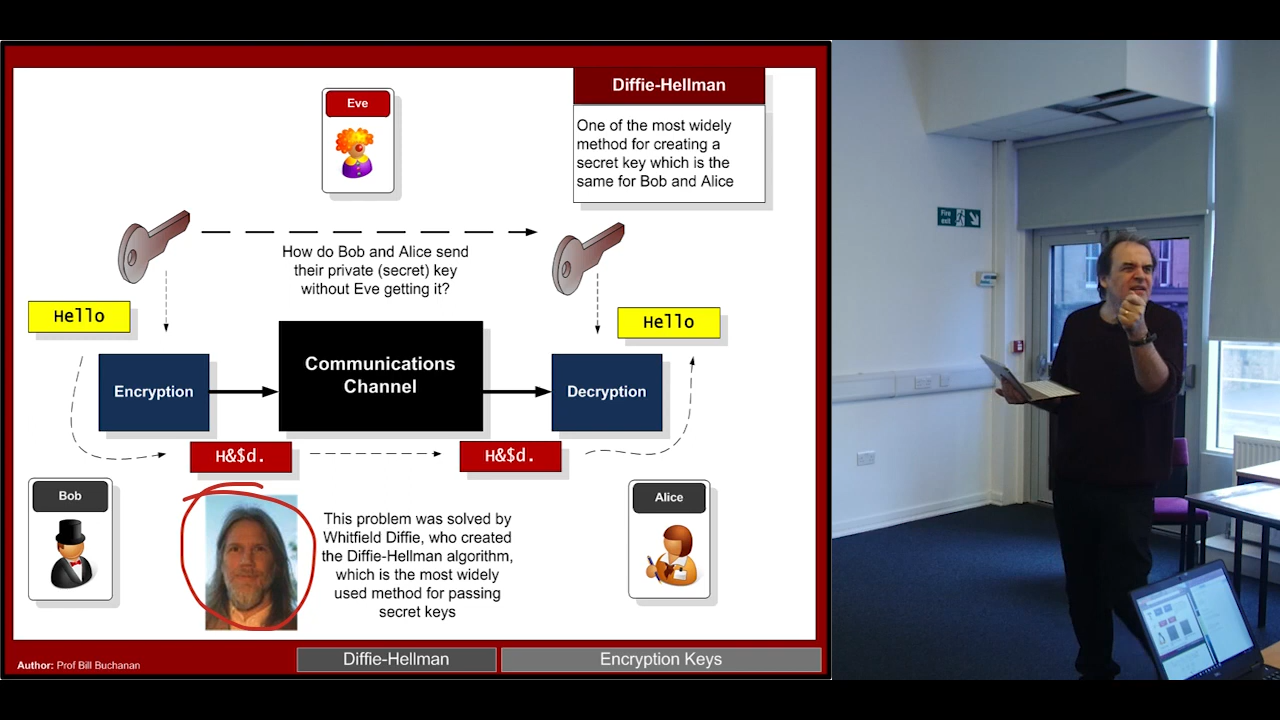 Eve
Diffie-Hellman
One of the most widely
method for creating a
secret key which is the
same for Bob and Alice
How do Bob and Alice send
their private (secret) key
without Eve getting it?
Hello
Hello
Encryption
Communications
Channel
Decryption
H&$d.
H&$d.
Bob
Alice
This problem was solved by
Whitfield Diffie, who created
the Diffie-Hellman algorithm,
which is the most widely
used method for passing
secret keys
Author: Prof Bill Buchanan
Diffie-Hellman
Encryption Keys
Fire
exit